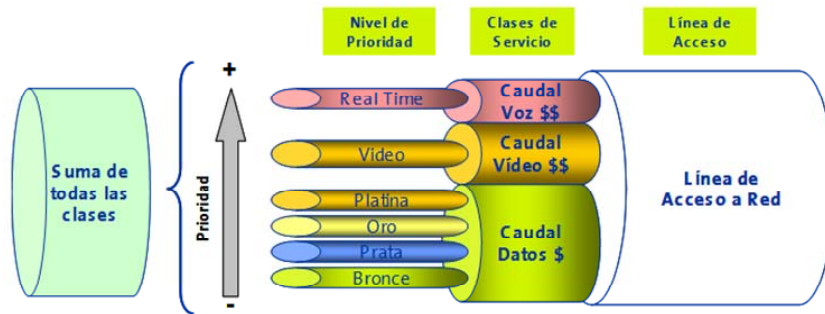 Nivel de
Prioridad
Clases de
Servicio
Línea de
Acceso
+
Prioridad
-
Suma de
todas las
clases
Real Time
Video
Platina
Oro
Prata
Bronce
Caudal
Voz $$
Caudal
Vídeo $$
Caudal
Datos $
Línea de
Acceso a Red